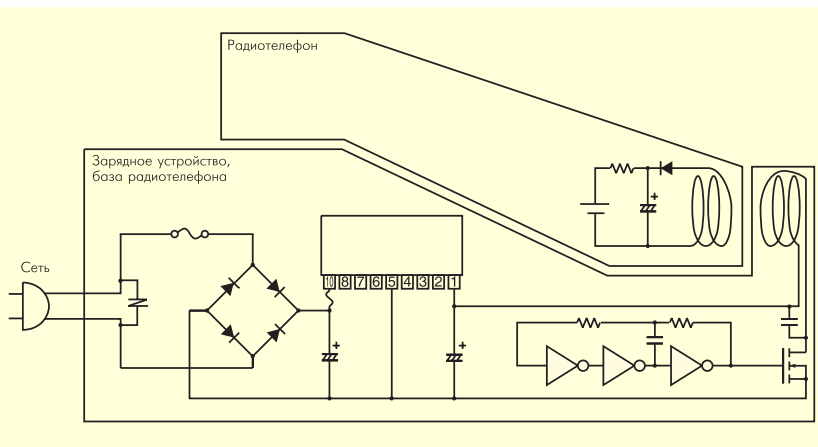 Радиотелефон
Зарядное устройство,
база радиотелефона
Сеть
10 8 7 6 5 4 3 2 1
+
+
+